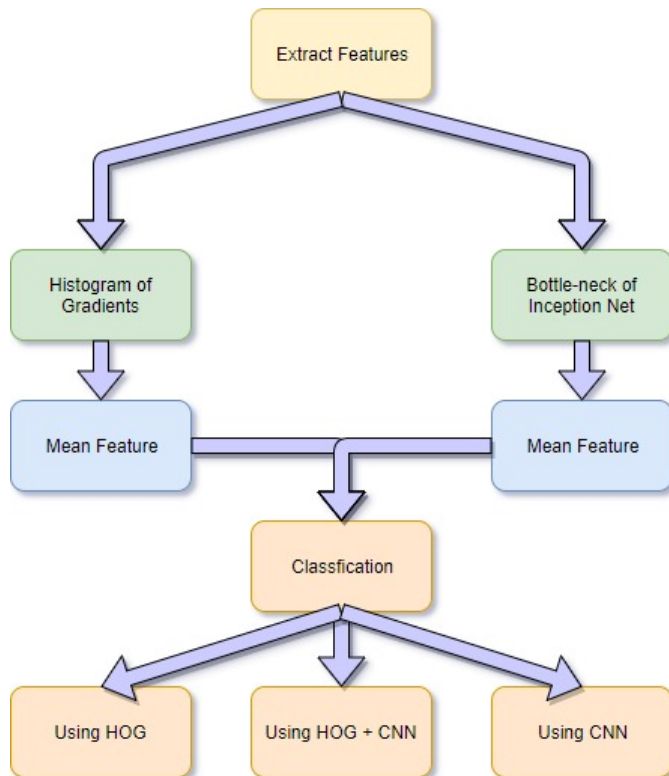 Extract Features
Histogram of
Gradients
Bottle-neck of
Inception Net
Mean Feature
Mean Feature
Classfication
Using HOG
Using HOG + CNN
Using CNN